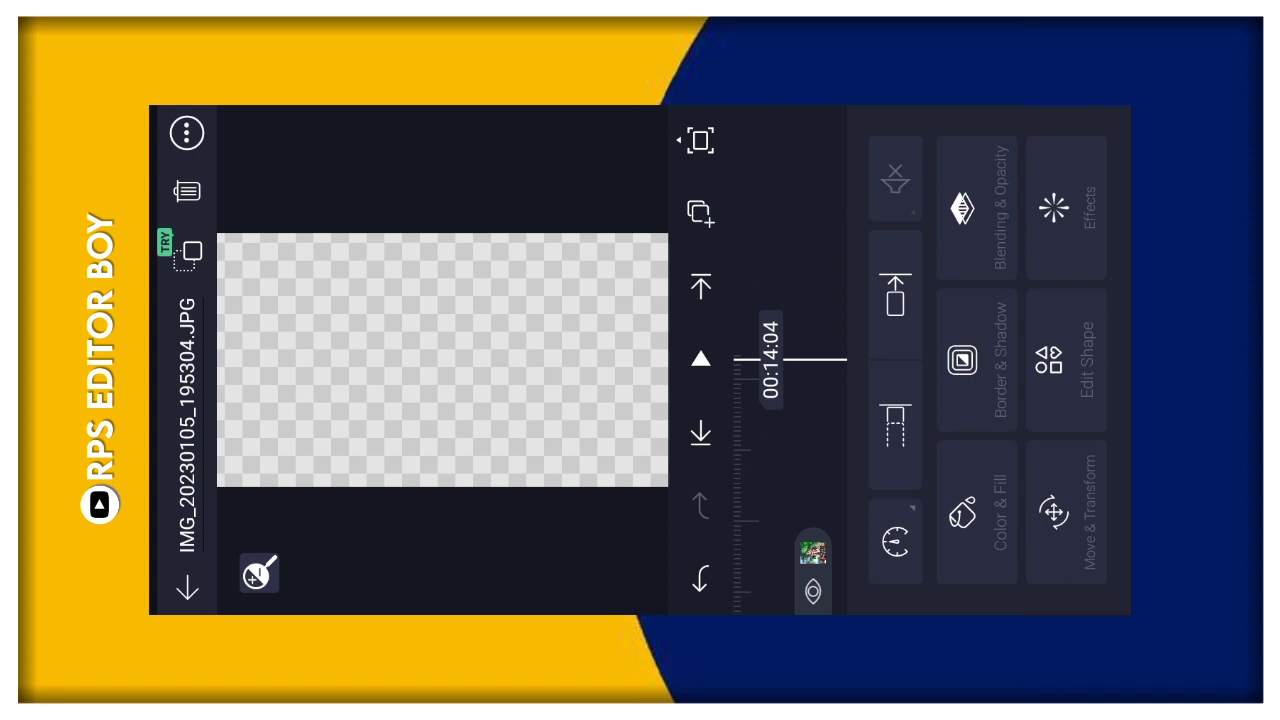 RPS EDITOR BOY
IMG_20230105_195304.JPG
TRY
00:14:04
Color & Fill
Border & Shadow
Blending & Opacity
Move & Transform
Edit Shape
Effects